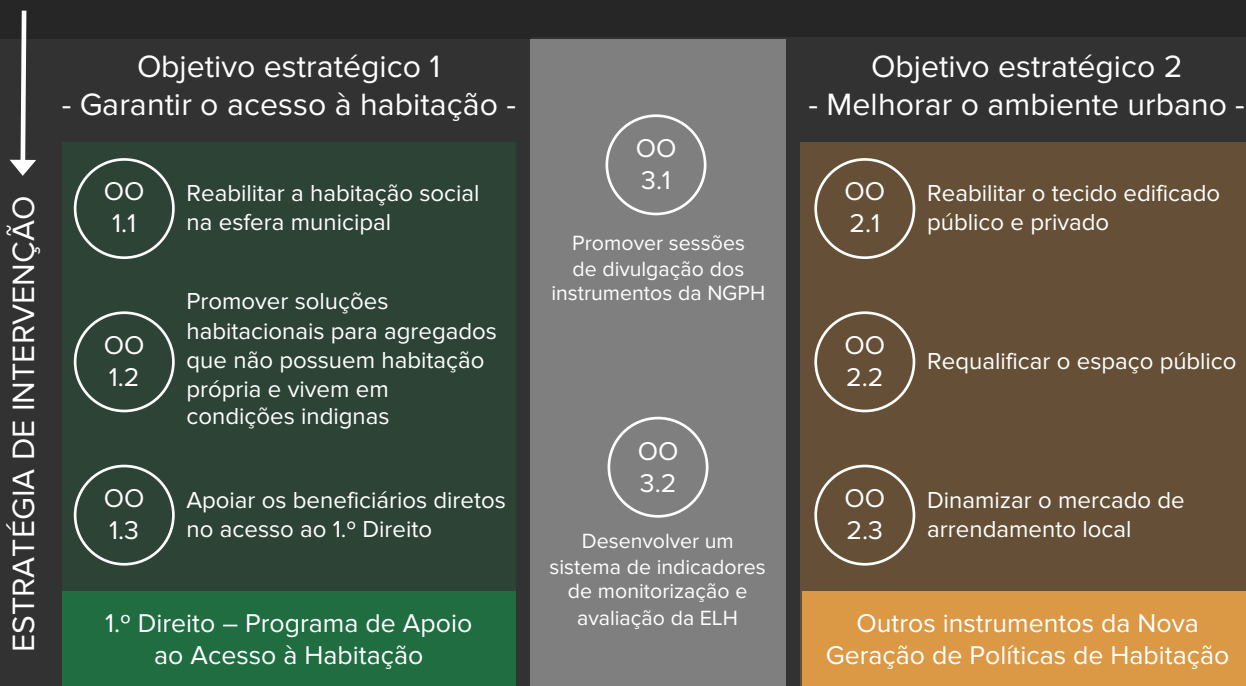 ESTRATÉGIA DE INTERVENÇÃO
Objetivo estratégico 1
- Garantir o acesso à habitação -
OO
1.1
Reabilitar a habitação social
na esfera municipal
OO
1.2
Promover soluções
habitacionais para agregados
que não possuem habitação
própria e vivem em
condições indignas
OO
1.3
Apoiar os beneficiários diretos
no acesso ao 1.º Direito
1.º Direito – Programa de Apoio
ao Acesso à Habitação
OO
3.1
Promover sessões
de divulgação dos
instrumentos da NGPH
OO
3.2
Desenvolver um
sistema de indicadores
de monitorização e
avaliação da ELH
Objetivo estratégico 2
- Melhorar o ambiente urbano -
OO
2.1
Reabilitar o tecido edificado
público e privado
OO
2.2
Requalificar o espaço público
OO
2.3
Dinamizar o mercado de
arrendamento local
Outros instrumentos da Nova
Geração de Políticas de Habitação